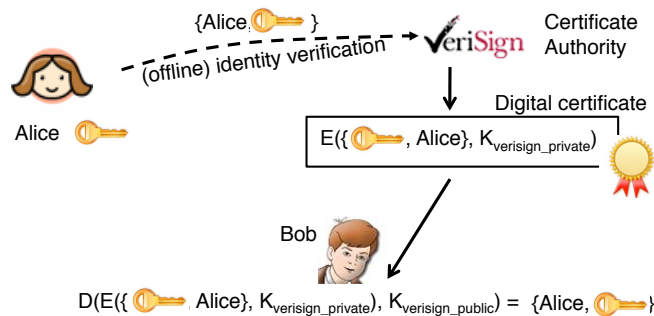 {Alice, }
VeriSign
Certificate
Authority
(offline) identity verification
Alice
Digital certificate
E({ , Alice}, Kverisign_private)
Bob
D(E({ , Alice}, Kverisign_private), Kverisign_public) = {Alice, }